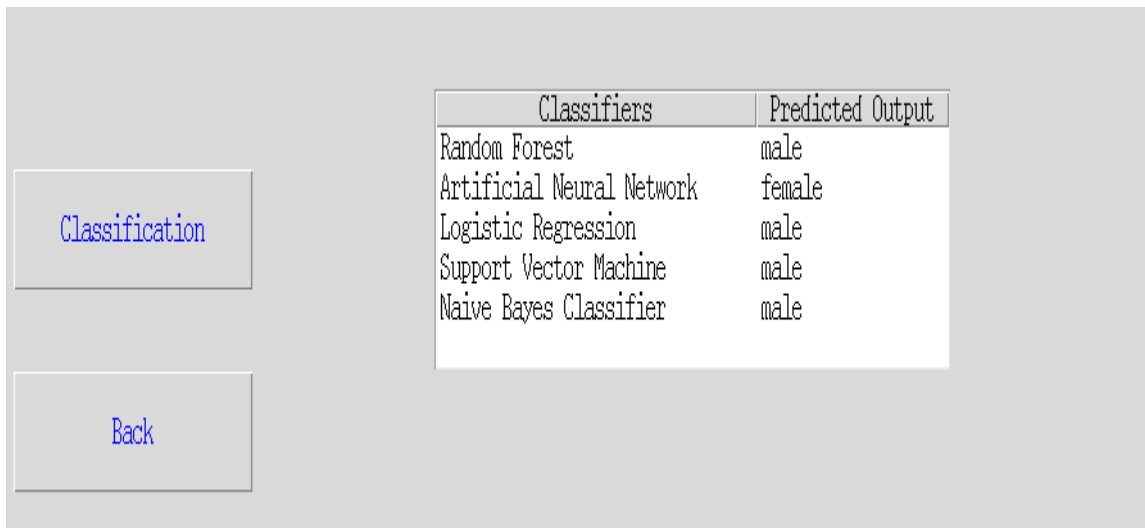 Classifiers Predicted Output
Random Forest male
Artificial Neural Network female
Logistic Regression male
Support Vector Machine male
Naive Bayes Classifier male
Classification
Back